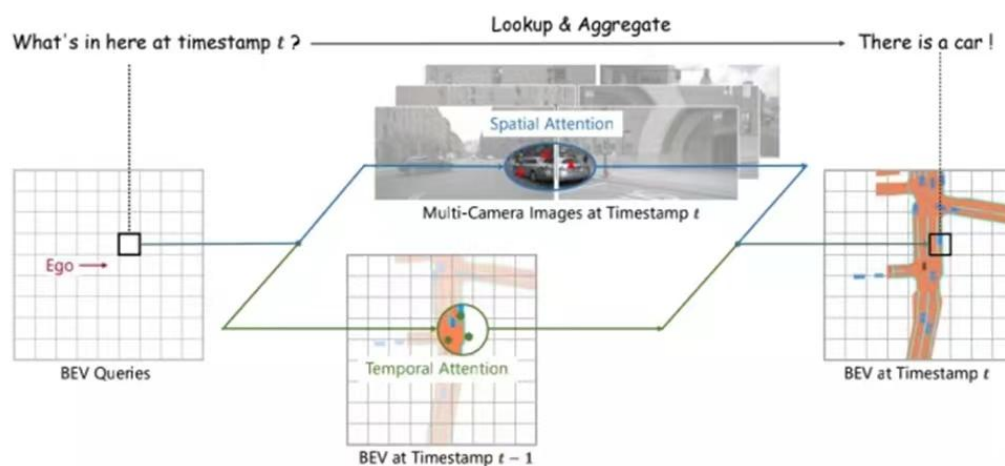 Lookup & Aggregate
What's in here at timestamp t ?
There is a car !
Spatial Attention
Multi-Camera Images at Timestamp t
Ego
BEV Queries
Temporal Attention
BEV at Timestamp t
BEV at Timestamp t − 1